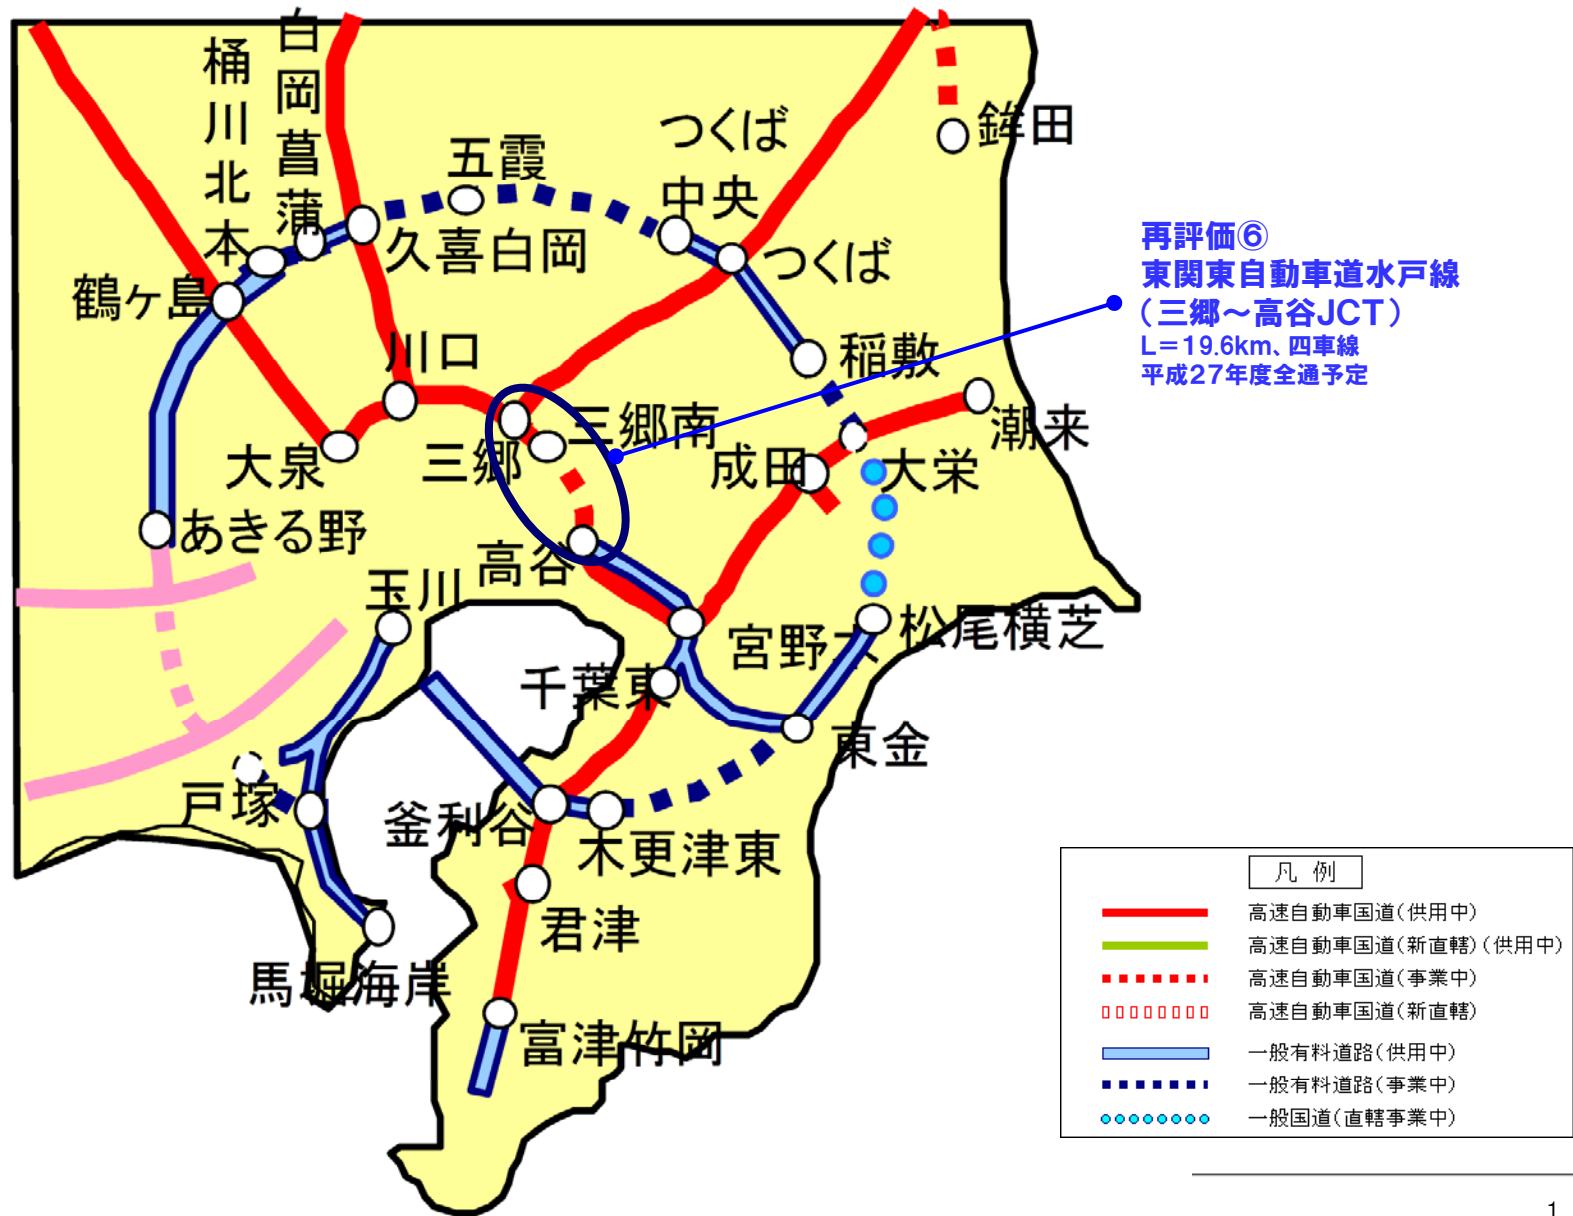 桶川北本
白岡菖蒲
五霞
つくば
中央
鉾田
久喜白岡
つくば
鶴ヶ島
川口
稲敷
三郷南
潮来
大泉
三郷
成田
大栄
あきる野
高谷
玉川
宮野木
松尾横芝
千葉東
東金
戸塚
釜利谷
木更津東
君津
馬堀海岸
富津竹岡
再評価⑥
東関東自動車道水戸線
（三郷～高谷JCT）
L＝19.6km、四車線
平成27年度全通予定
凡例
高速自動車国道(供用中)
高速自動車国道(新直轄)(供用中)
高速自動車国道(事業中)
高速自動車国道(新直轄)
一般有料道路(供用中)
一般有料道路(事業中)
一般国道(直轄事業中)
1